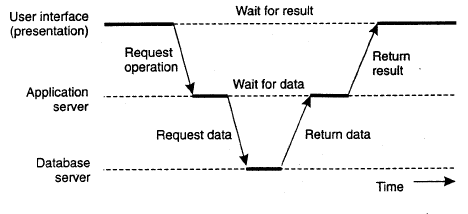 User interface
(presentation)
Wait for result
Request
operation
Return
result
Application
server
Wait for data
Request data
Return data
Database
server
Time